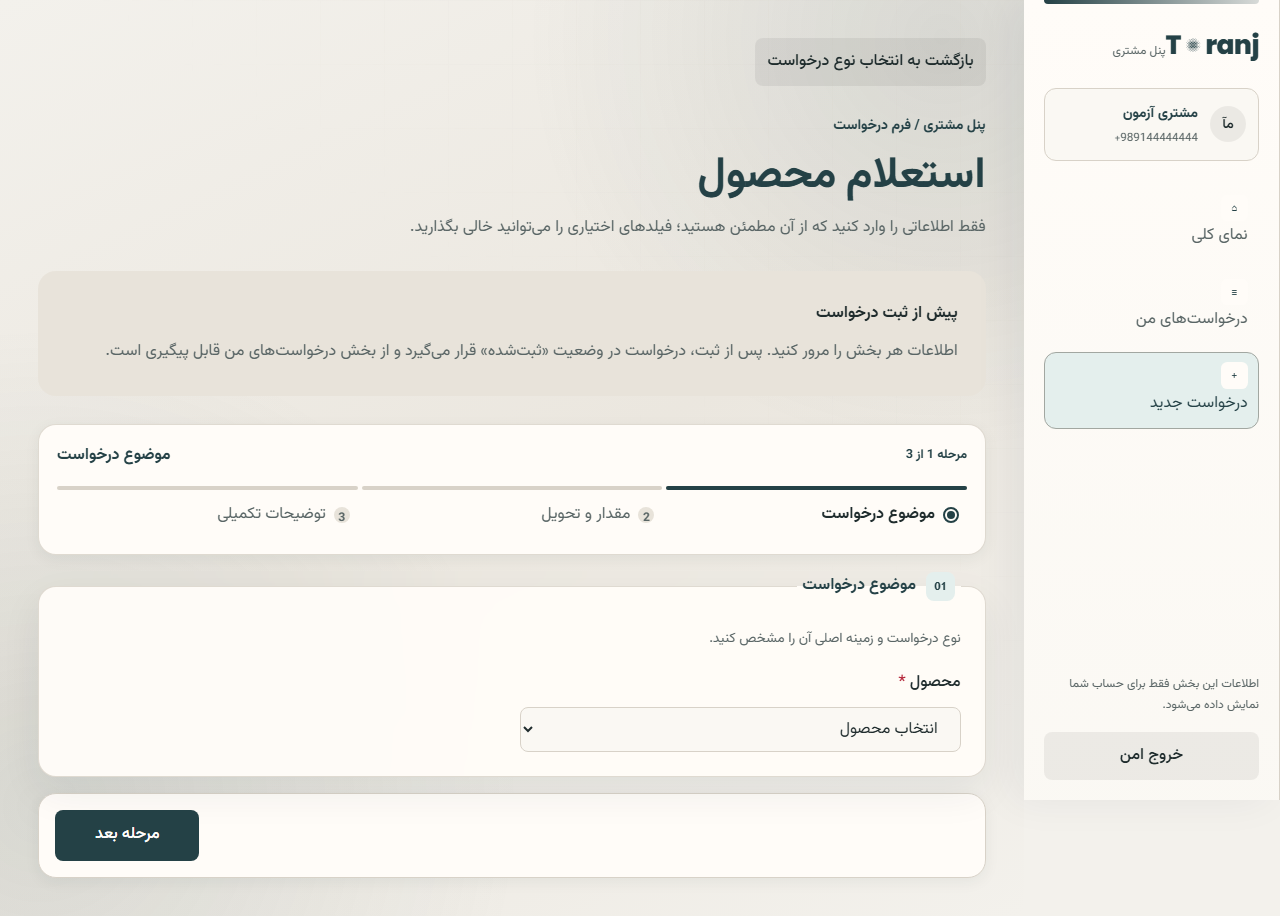 T ranj پنل مشتری
مآ
مشتری آزمون
+989144444444
نمای کلی
≡
درخواست‌های من
+
درخواست جدید
اطلاعات این بخش فقط برای حساب شما
نمایش داده می‌شود.
خروج امن
بازگشت به انتخاب نوع درخواست
پنل مشتری / فرم درخواست
استعلام محصول
فقط اطلاعاتی را وارد کنید که از آن مطمئن هستید؛ فیلدهای اختیاری را می‌توانید خالی بگذارید.
پیش از ثبت درخواست
اطلاعات هر بخش را مرور کنید. پس از ثبت، درخواست در وضعیت «ثبت‌شده» قرار می‌گیرد و از بخش درخواست‌های من قابل پیگیری است.
مرحله 1 از 3
موضوع درخواست
موضوع درخواست
2 مقدار و تحویل
3 توضیحات تکمیلی
01 موضوع درخواست
نوع درخواست و زمینه اصلی آن را مشخص کنید.
محصول *
انتخاب محصول
مرحله بعد